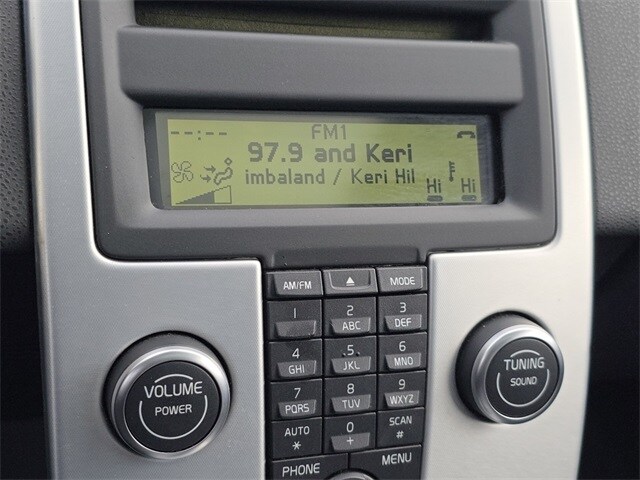 --:-- FM1
97.9 and Keri
imbaland / Keri Hil
Hi Hi
AM/FM MODE
1 2 ABC 3 DEF
4 GHI 5 JKL 6 MNO
7 PQRS 8 TUV 9 WXYZ
AUTO * 0 + SCAN #
PHONE MENU
VOLUME
POWER
TUNING
SOUND